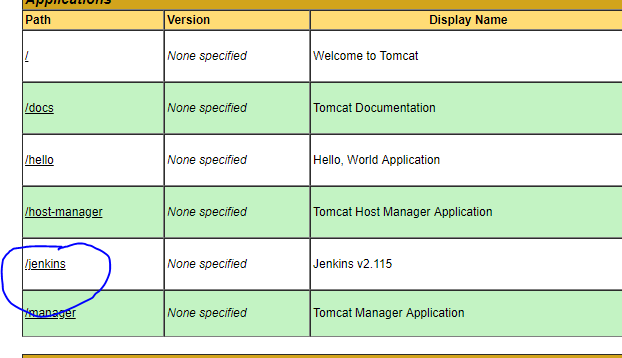 Applications
Path Version Display Name
/ None specified Welcome to Tomcat
/docs None specified Tomcat Documentation
/hello None specified Hello, World Application
/host-manager None specified Tomcat Host Manager Application
/jenkins None specified Jenkins v2.115
/manager None specified Tomcat Manager Application